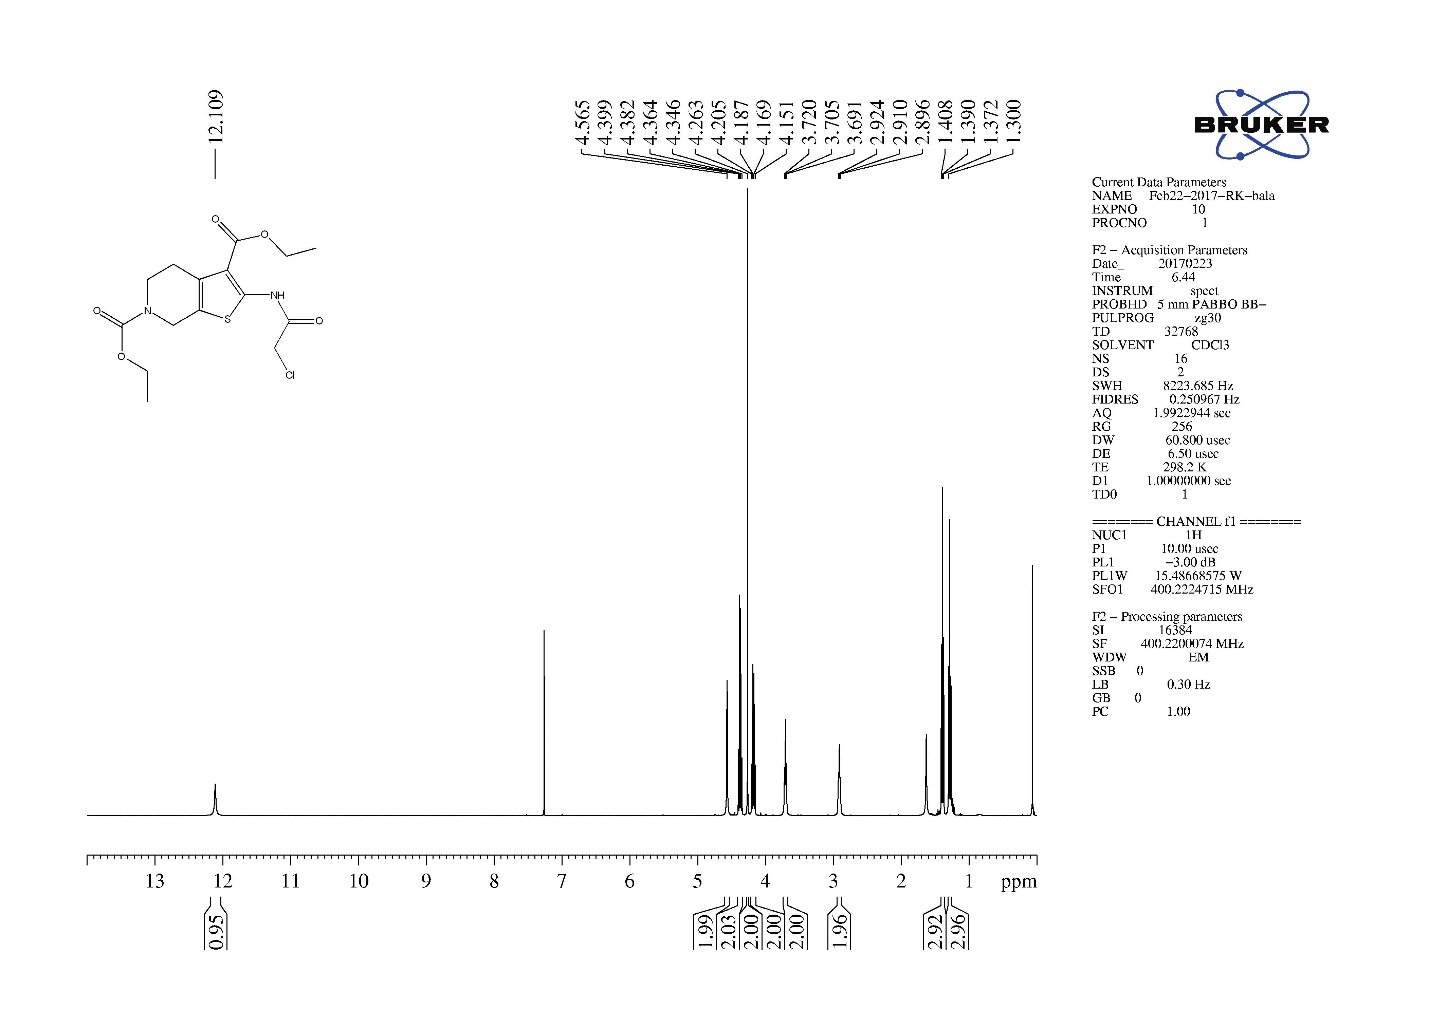 12.109
4.565
4.399
4.382
4.364
4.346
4.263
4.205
4.187
4.169
4.151
3.720
3.705
3.691
2.924
2.910
2.896
1.408
1.390
1.372
1.300
BRUKER
O
O
NH
O
S
N
O
O
Cl
Current Data Parameters
NAME Feb22-2017-RK-bala
EXPNO 10
PROCNO 1
F2 - Acquisition Parameters
Date_ 20170223
Time 6.44
INSTRUM spect
PROBHD 5 mm PABBO BB-
PULPROG zg30
TD 32768
SOLVENT CDCl3
NS 16
DS 2
SWH 8223.685 Hz
FIDRES 0.250967 Hz
AQ 1.9922944 sec
RG 256
DW 60.800 usec
DE 6.50 usec
TE 298.2 K
D1 1.00000000 sec
TD0 1
======== CHANNEL f1 ========
NUC1 1H
P1 10.00 usec
PL1 -3.00 dB
PL1W 15.48668575 W
SFO1 400.2224715 MHz
F2 - Processing parameters
SI 16384
SF 400.2200074 MHz
WDW EM
SSB 0
LB 0.30 Hz
GB 0
PC 1.00
13 12 11 10 9 8 7 6 5 4 3 2 1 ppm
0.95
1.99
2.03
2.00
2.00
2.00
1.96
2.92
2.96